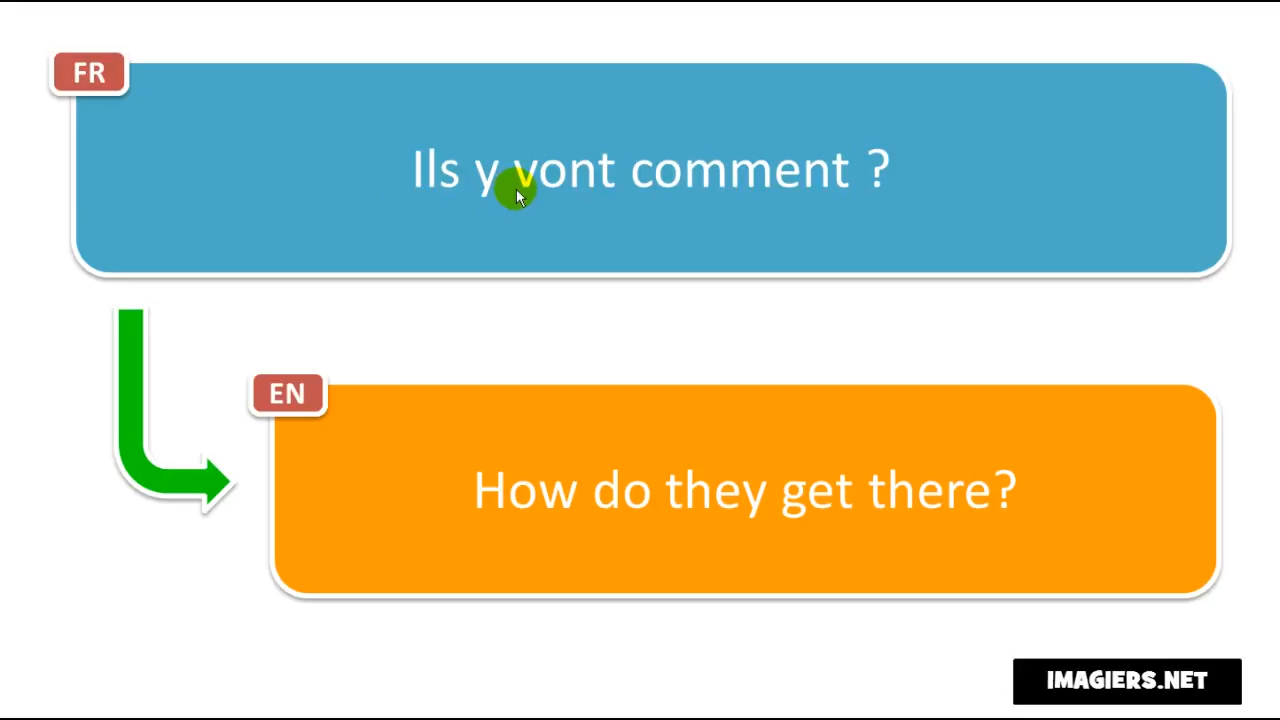 FR
Ils y vont comment ?
EN
How do they get there?
IMAGIERS.NET